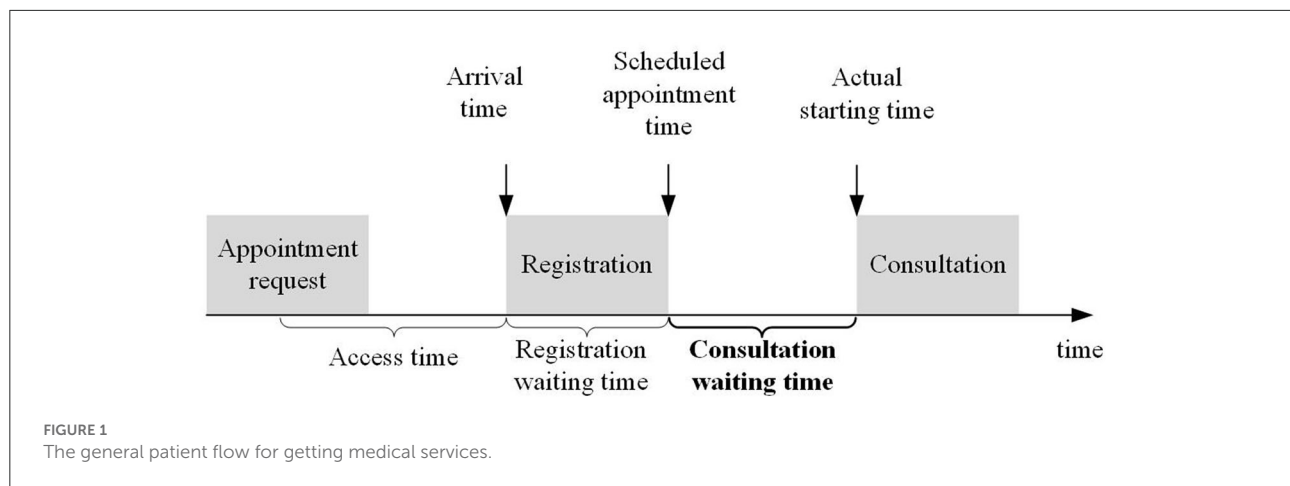 Arrival
time
Scheduled
appointment
time
Actual
starting time
Appointment
request
Registration
Consultation
Access time
Registration
waiting time
Consultation
waiting time
time
FIGURE 1
The general patient flow for getting medical services.